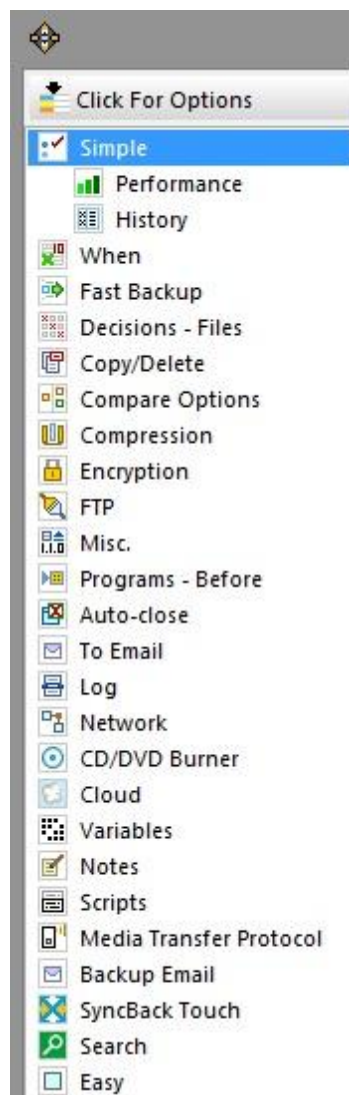 Click For Options
Simple
Performance
History
When
Fast Backup
Decisions - Files
Copy/Delete
Compare Options
Compression
Encryption
FTP
Misc.
Programs - Before
Auto-close
To Email
Log
Network
CD/DVD Burner
Cloud
Variables
Notes
Scripts
Media Transfer Protocol
Backup Email
SyncBack Touch
Search
Easy